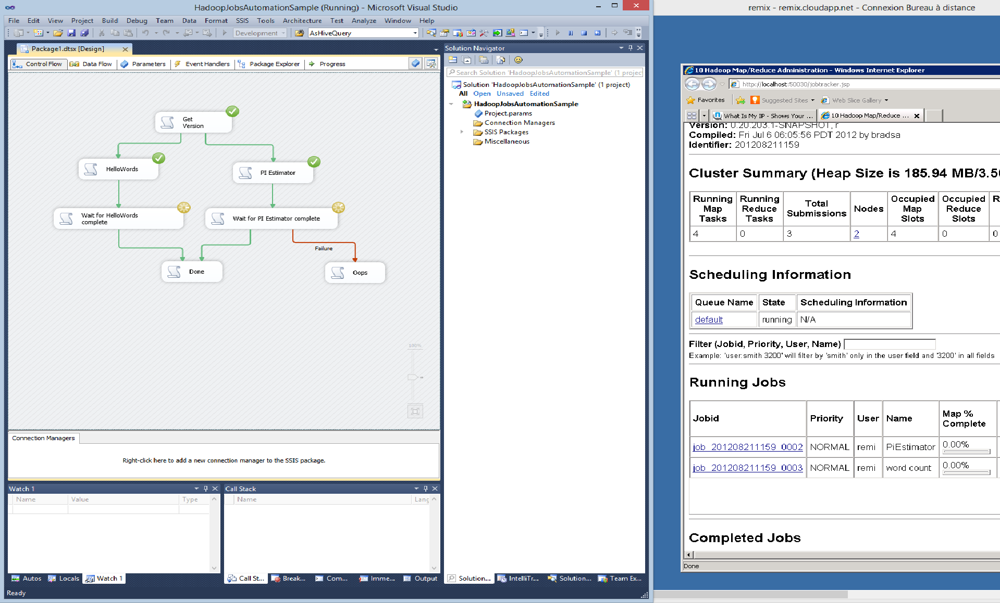 HadoopJobsAutomationSample (Running) - Microsoft Visual Studio
File Edit View Project Build Debug Team Data Format SSIS Tools Architecture Test Analyze Window Help
Development AsHiveQuery
Package1.dtsx [Design]
Control Flow Data Flow Parameters Event Handlers Package Explorer Progress
Get
Version
HelloWords
PI Estimator
Wait for HelloWords
complete
Wait for PI Estimator complete
Failure
Done
Oops
100%
Connection Managers
Right-click here to add a new connection manager to the SSIS package.
Watch 1
Name Value Type
Call Stack
Name Lang
Autos Locals Watch 1
Call St... Break... Com... Imme... Output
Ready
Solution Navigator
Search Solution 'HadoopJobsAutomationSample' (1 projec
Solution 'HadoopJobsAutomationSample' (1 project)
All Open Unsaved Edited
HadoopJobsAutomationSample
Project.params
Connection Managers
SSIS Packages
Miscellaneous
Solution... IntelliTr... Solution... Team Ex...
remix - remix.cloudapp.net - Connexion Bureau à distance
10 Hadoop Map/Reduce Administration - Windows Internet Explorer
http://localhost:50030/jobtracker.jsp
Favorites Suggested Sites Web Slice Gallery
What Is My IP - Shows Your ... 10 Hadoop Map/Reduce ...
Version: 0.20.203.1-SNAPSHOT, r
Compiled: Fri Jul 6 06:05:56 PDT 2012 by bradsa
Identifier: 201208211159
Cluster Summary (Heap Size is 185.94 MB/3.5
Running Map Tasks Running Reduce Tasks Total Submissions Nodes Occupied Map Slots Occupied Reduce Slots R
4 0 3 2 4 0 0
Scheduling Information
Queue Name State Scheduling Information
default running N/A
Filter (Jobid, Priority, User, Name)
Example: 'user:smith 3200' will filter by 'smith' only in the user field and '3200' in all fields
Running Jobs
Jobid Priority User Name Map % Complete
job_201208211159_0002 NORMAL remi PiEstimator 0.00%
job_201208211159_0003 NORMAL remi word count 0.00%
Completed Jobs
Done